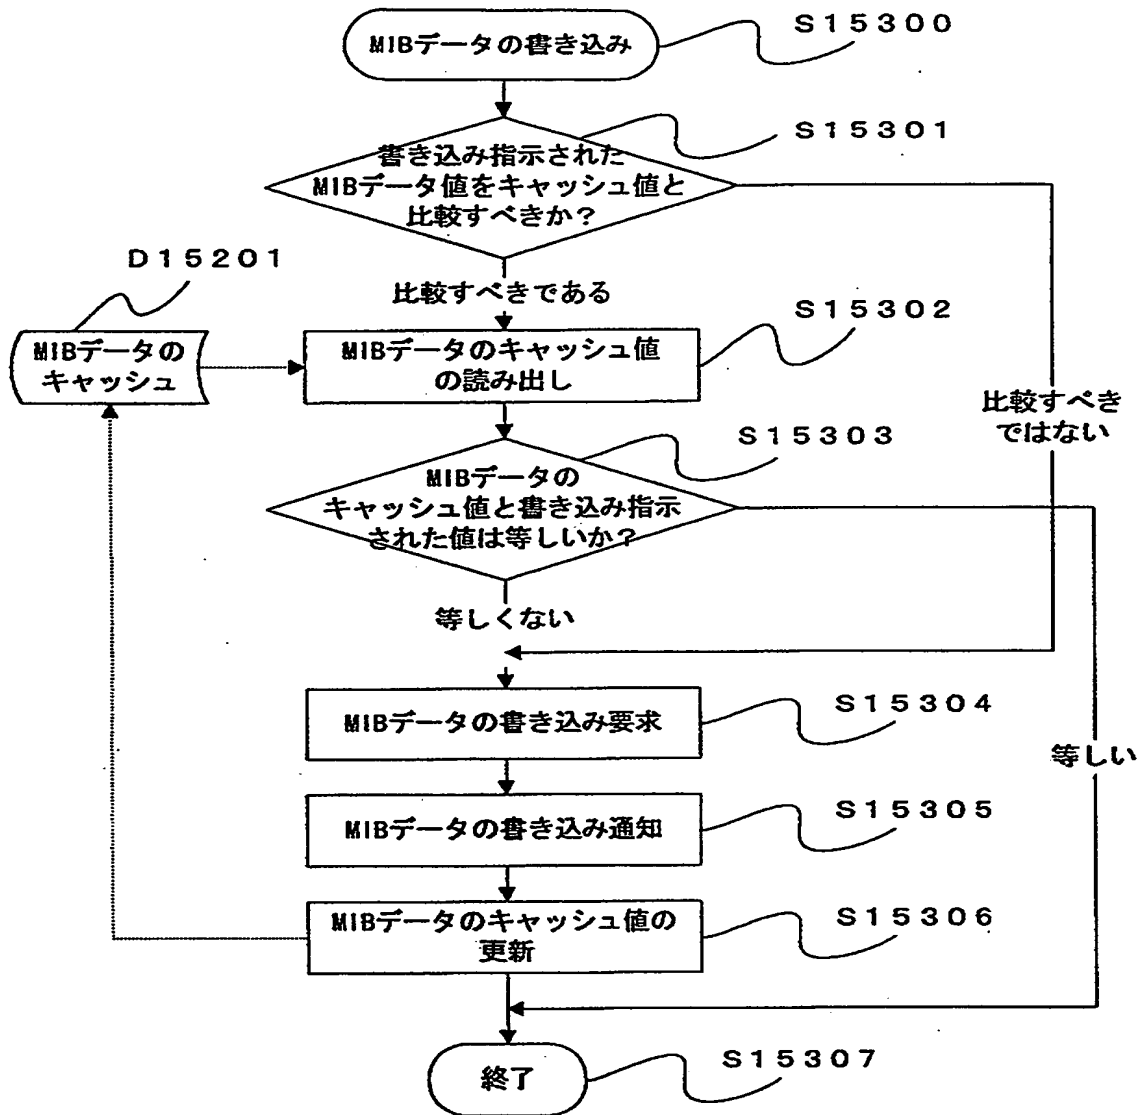 MIBデータの書き込み
S15300
S15301
書き込み指示された
MIBデータ値をキャッシュ値と
比較すべきか?
D15201
比較すべきである
S15302
MIBデータの
キャッシュ
MIBデータのキャッシュ値
の読み出し
比較すべき
ではない
S15303
MIBデータの
キャッシュ値と書き込み指示
された値は等しいか?
等しくない
S15304
MIBデータの書き込み要求
等しい
S15305
MIBデータの書き込み通知
S15306
MIBデータのキャッシュ値の
更新
S15307
終了